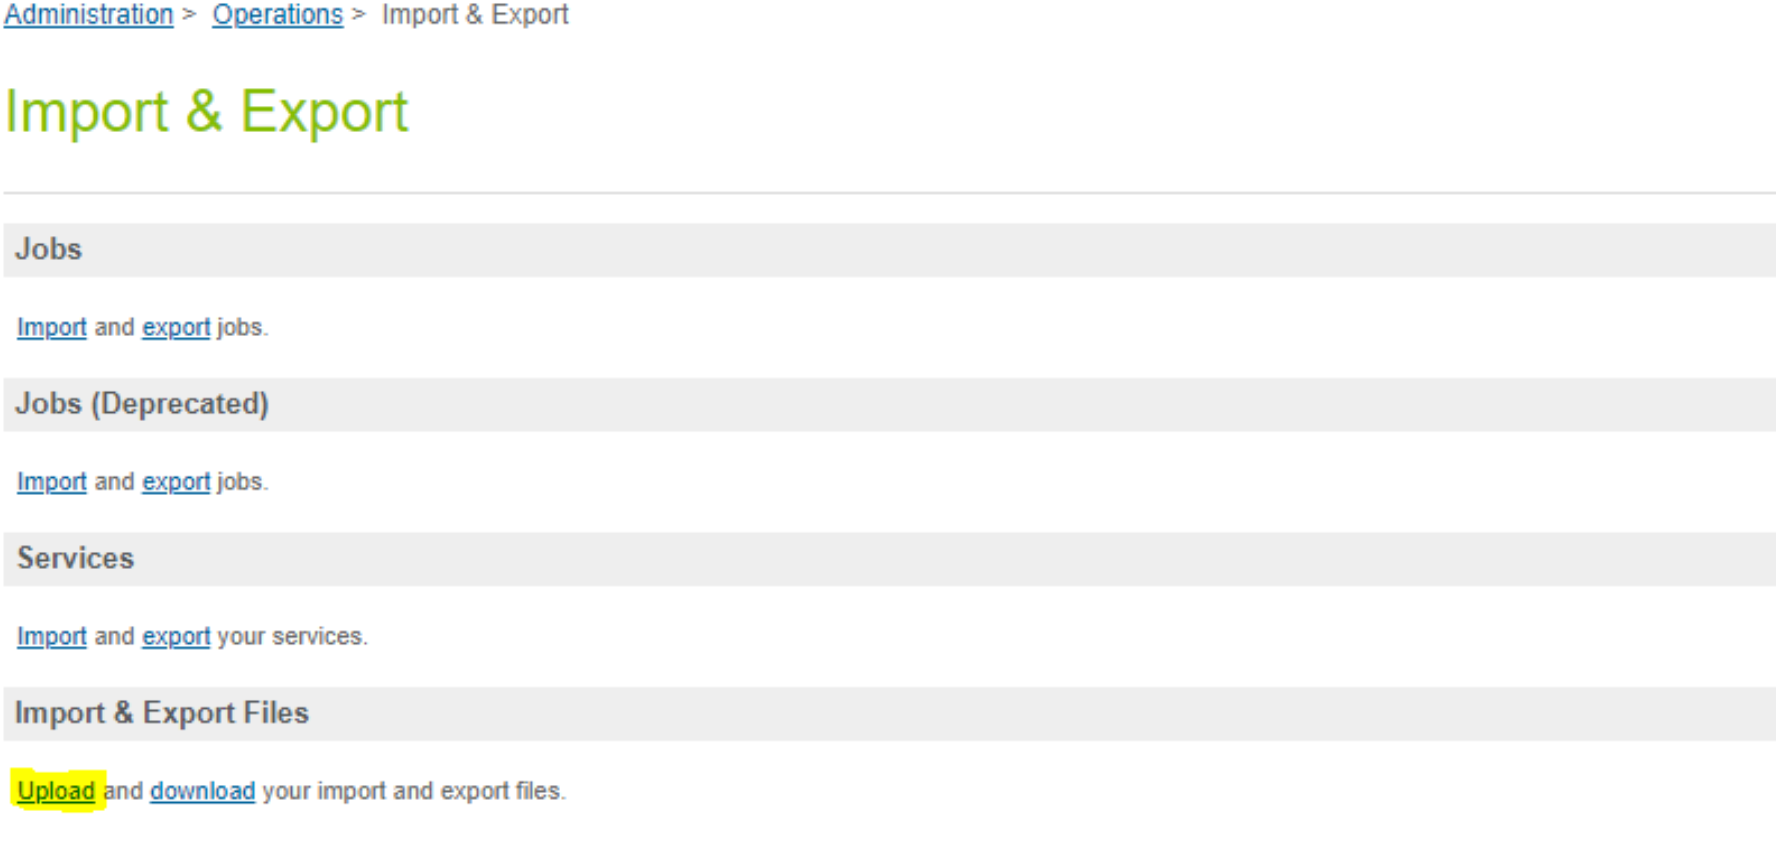 Administration > Operations > Import & Export
Import & Export
Jobs
Import and export jobs.
Jobs (Deprecated)
Import and export jobs.
Services
Import and export your services.
Import & Export Files
Upload and download your import and export files.